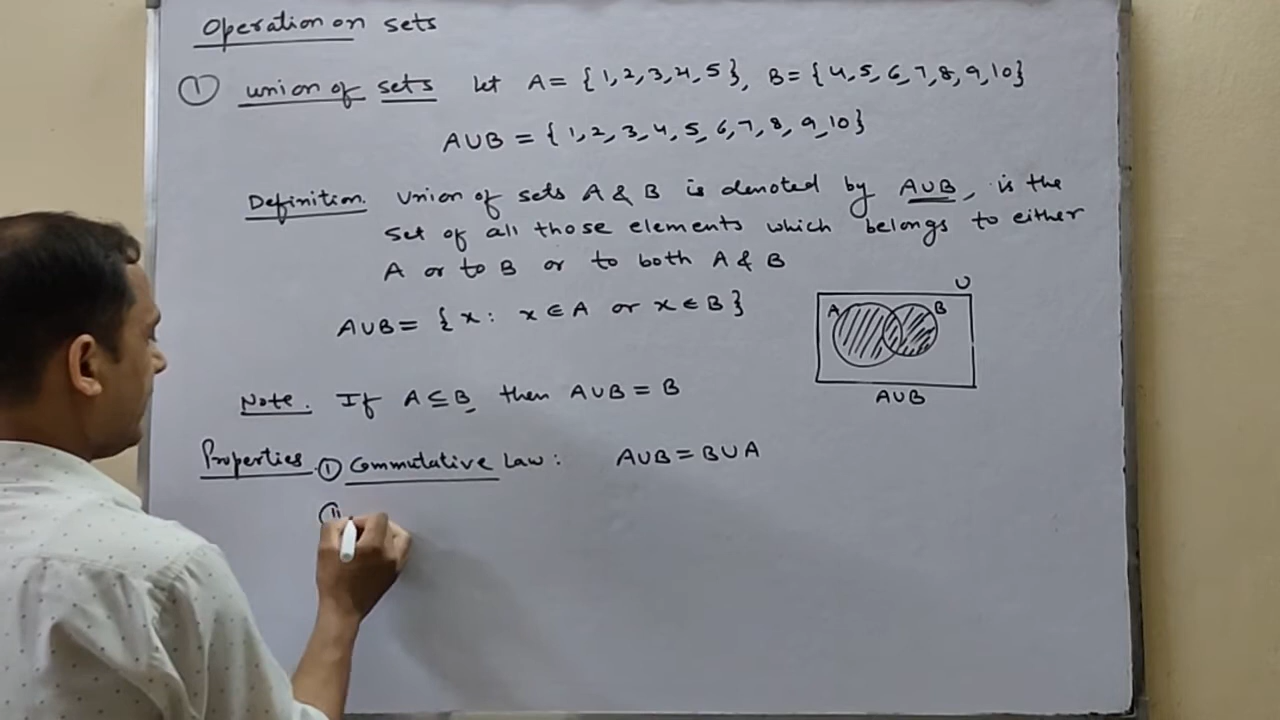 Operation on sets
① union of sets Let A = {1,2,3,4,5}, B = {4,5,6,7,8,9,10}
A∪B = {1,2,3,4,5,6,7,8,9,10}
Definition. Union of sets A & B is denoted by A∪B, is the
set of all those elements which belongs to either
A or to B or to both A & B
A∪B = {x: x ∈ A or x ∈ B}
U
A B
A∪B
Note. If A ⊆ B, then A∪B = B
Properties. ① Commutative Law: A∪B = B∪A